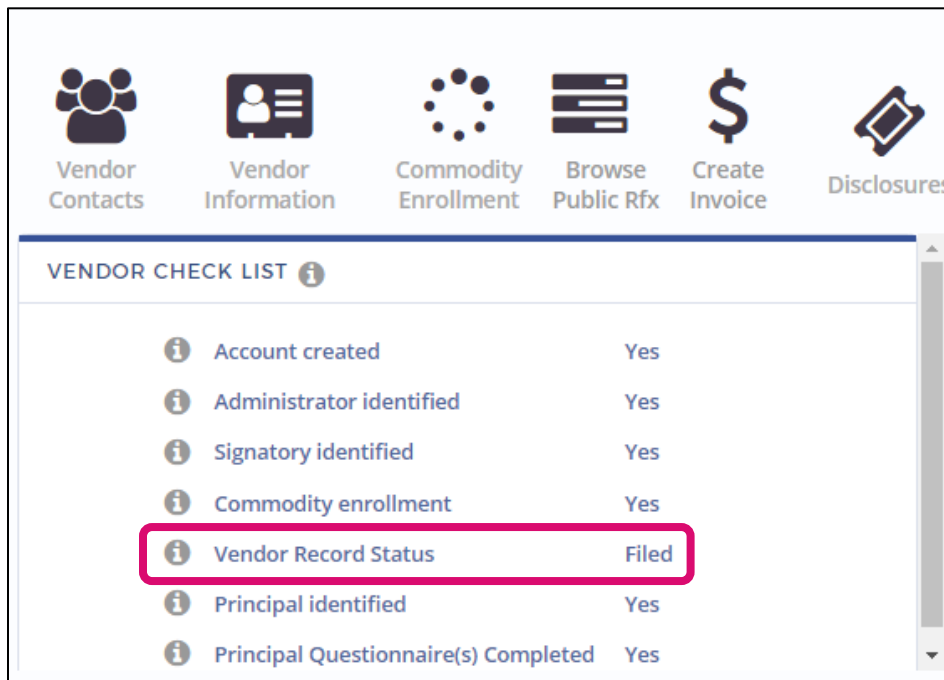 Vendor Contacts
Vendor Information
Commodity Enrollment
Browse Public Rfx
Create Invoice
Disclosures
VENDOR CHECK LIST
Account created Yes
Administrator identified Yes
Signatory identified Yes
Commodity enrollment Yes
Vendor Record Status Filed
Principal identified Yes
Principal Questionnaire(s) Completed Yes